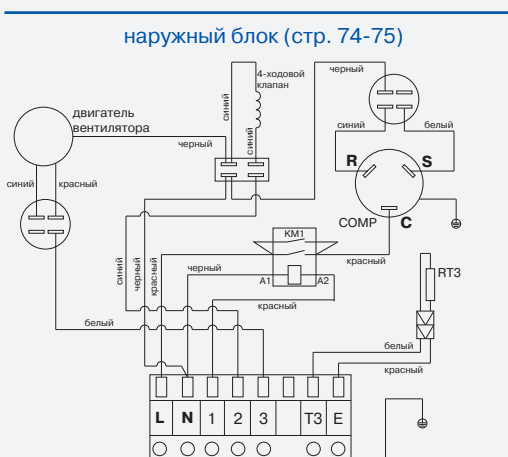 наружный блок (стр. 74-75)
4-ходовой
клапан
черный
синий
двигатель
вентилятора
черный
синий
синий
белый
R
S
синий
красный
COMP
C
KM1
красный
черный
A1
A2
RT3
синий
черный
красный
красный
белый
белый
красный
L
N
1
2
3
T3
E